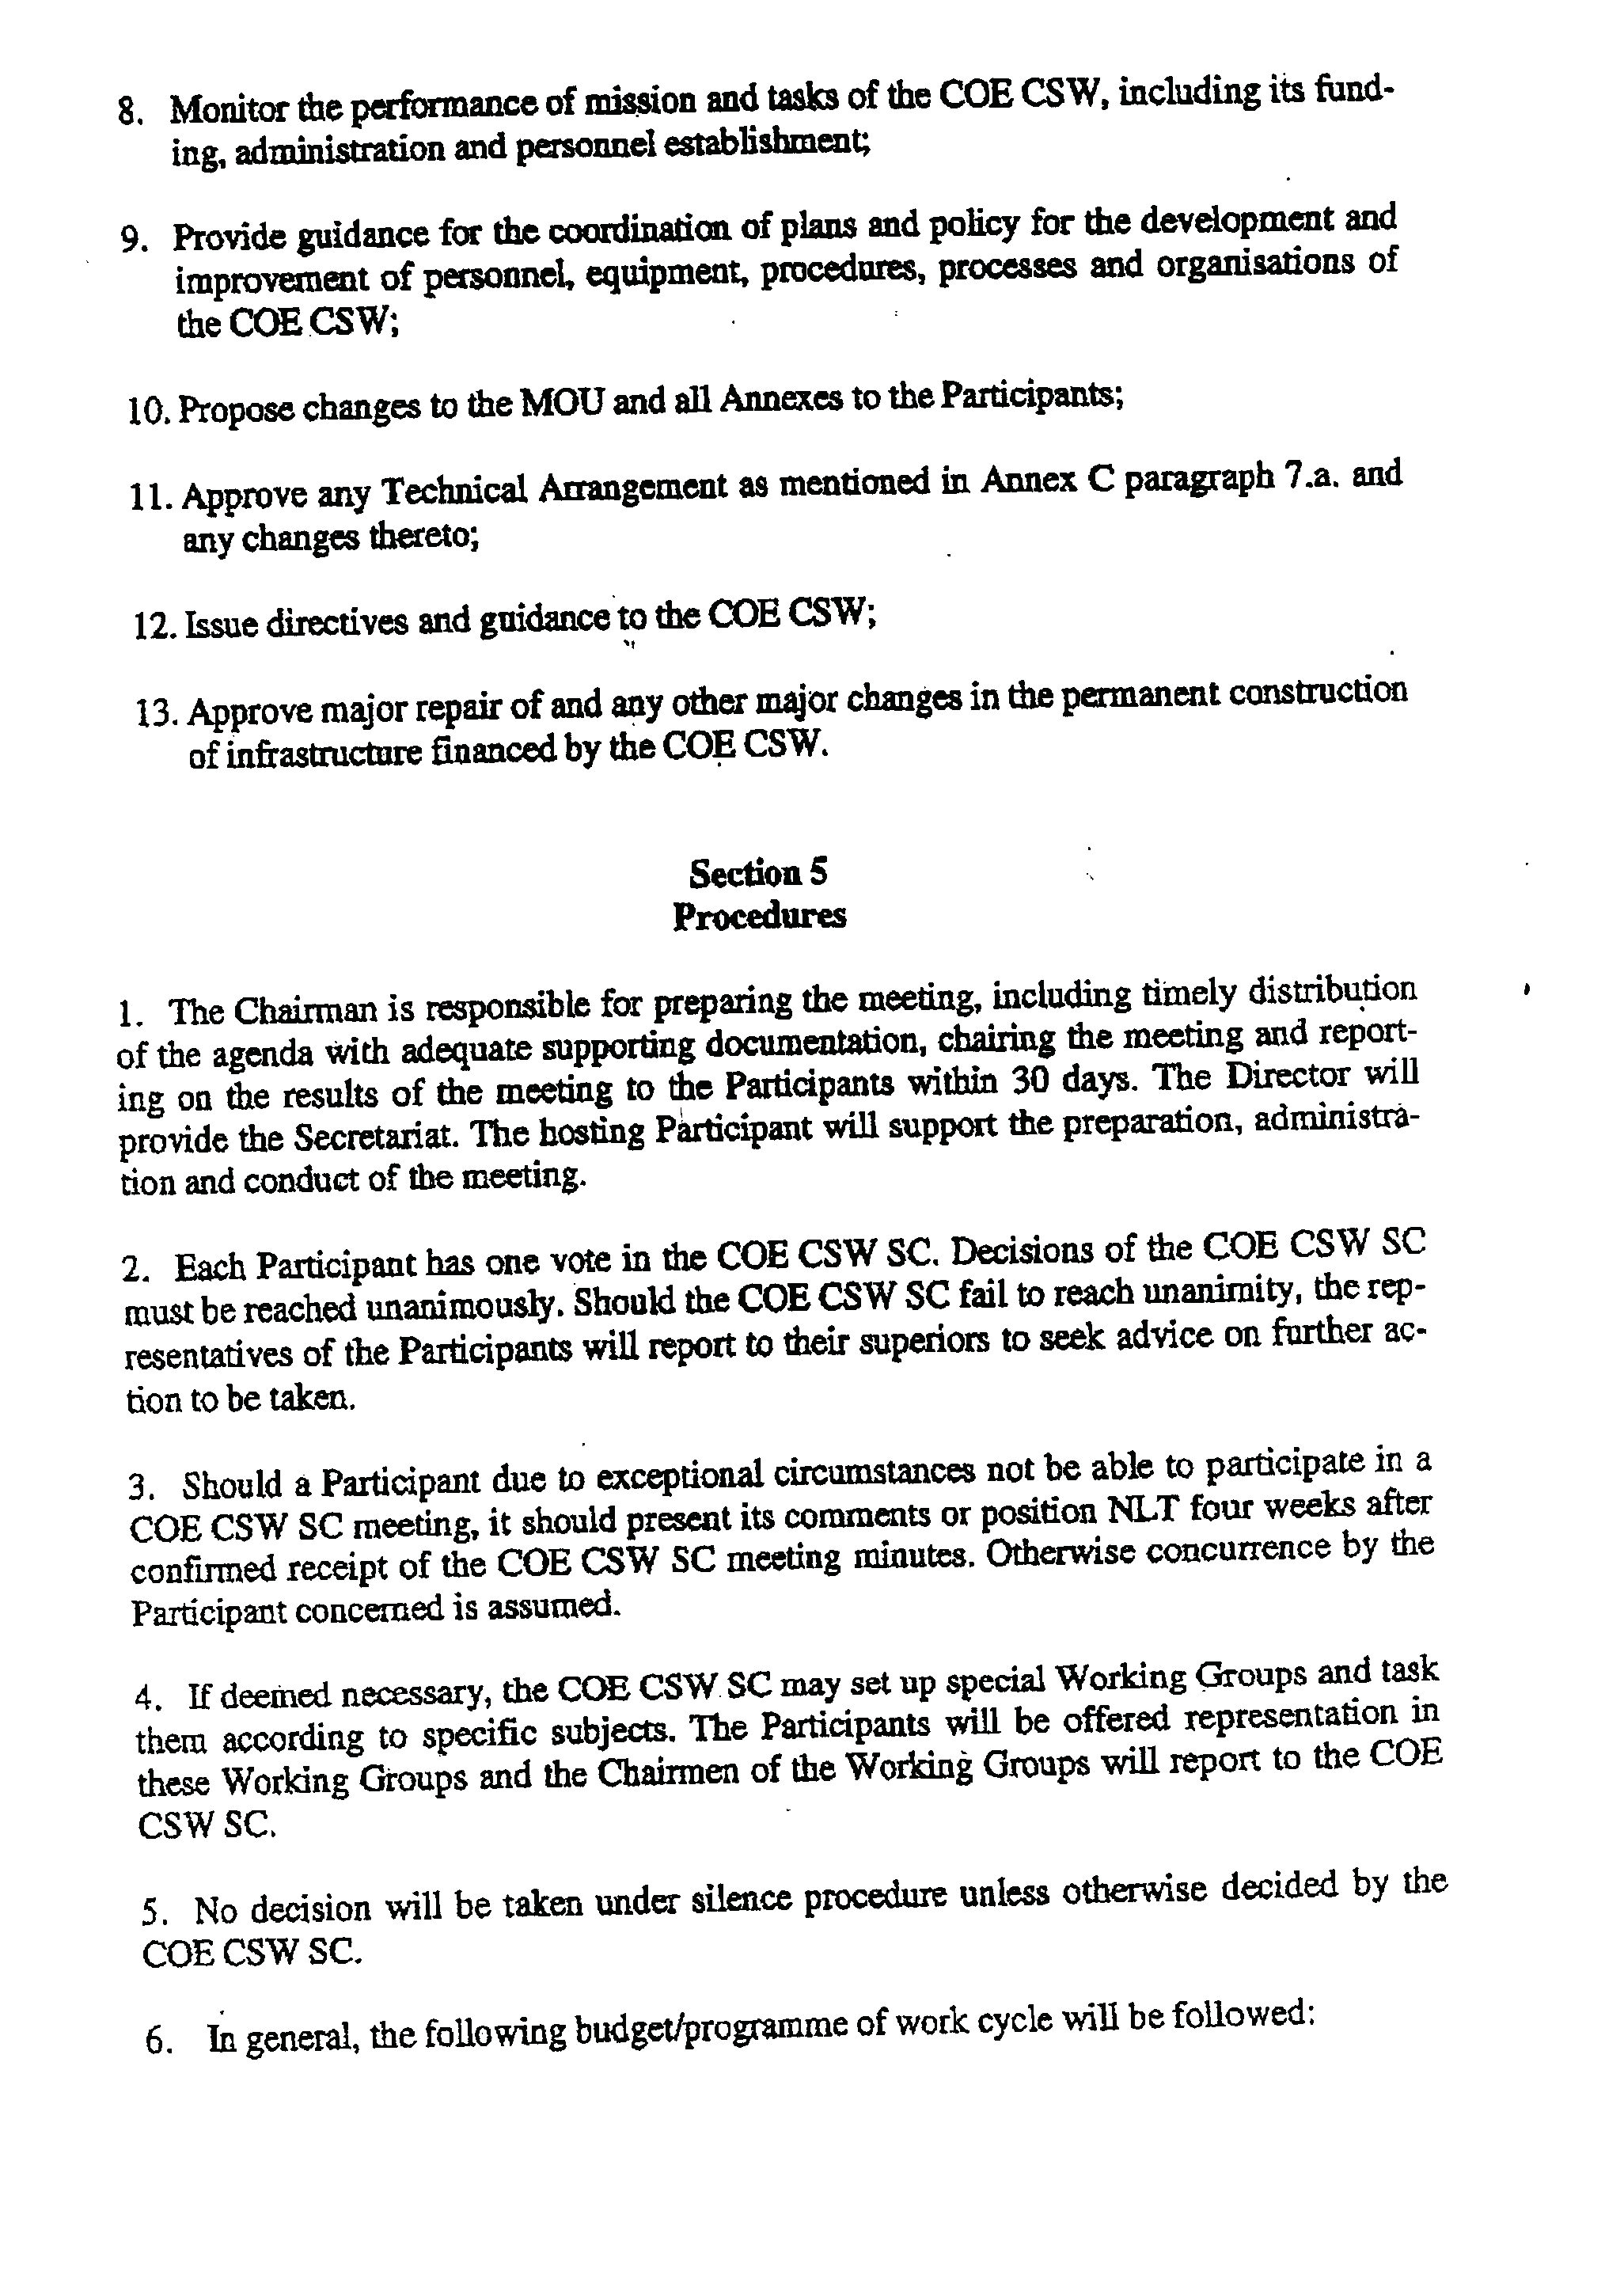 8. Monitor the performance of mission and tasks of the COE CSW, including its fund-
ing, administration and personnel establishment;
9. Provide guidance for the coordination of plans and policy for the development and
improvement of personnel, equipment, procedures, processes and organisations of
the COE CSW;
10. Propose changes to the MOU and all Annexes to the Participants;
11. Approve any Technical Arrangement as mentioned in Annex C paragraph 7.a. and
any changes thereto;
12. Issue directives and guidance to the COE CSW;
13. Approve major repair of and any other major changes in the permanent construction
of infrastructure financed by the COE CSW.
Section 5
Procedures
1. The Chairman is responsible for preparing the meeting, including timely distribution
of the agenda with adequate supporting documentation, chairing the meeting and report-
ing on the results of the meeting to the Participants within 30 days. The Director will
provide the Secretariat. The hosting Participant will support the preparation, administra-
tion and conduct of the meeting.
2. Each Participant has one vote in the COE CSW SC. Decisions of the COE CSW SC
must be reached unanimously. Should the COE CSW SC fail to reach unanimity, the rep-
resentatives of the Participants will report to their superiors to seek advice on further ac-
tion to be taken.
3. Should a Participant due to exceptional circumstances not be able to participate in a
COE CSW SC meeting, it should present its comments or position NLT four weeks after
confirmed receipt of the COE CSW SC meeting minutes. Otherwise concurrence by the
Participant concerned is assumed.
4. If deemed necessary, the COE CSW SC may set up special Working Groups and task
them according to specific subjects. The Participants will be offered representation in
these Working Groups and the Chairmen of the Working Groups will report to the COE
CSW SC.
5. No decision will be taken under silence procedure unless otherwise decided by the
COE CSW SC.
6. In general, the following budget/programme of work cycle will be followed: